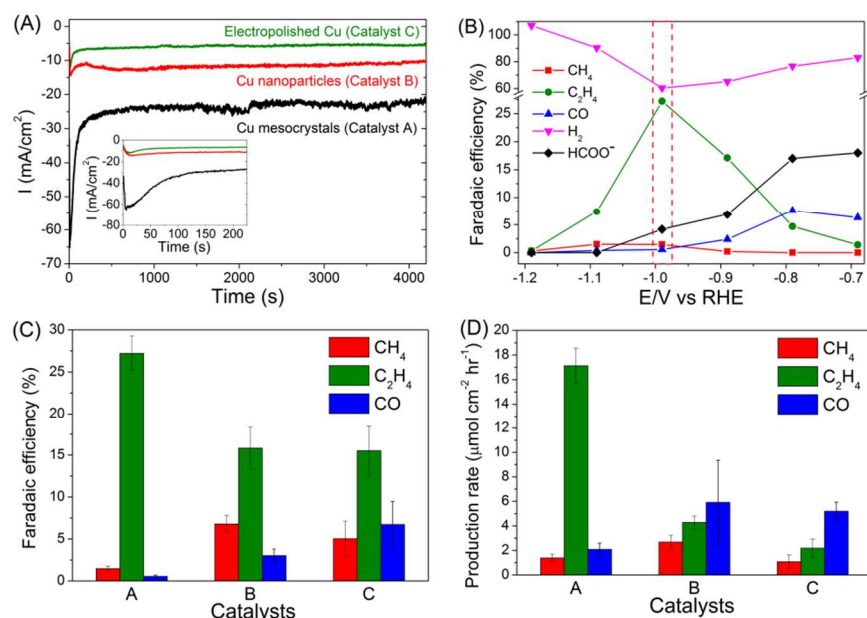 (A)
0
-10
-20
-30
-40
-50
-60
-70
I (mA/cm²)
Electropolished Cu (Catalyst C)
Cu nanoparticles (Catalyst B)
Cu mesocrystals (Catalyst A)
0
-20
-40
-60
-80
I (mA/cm²)
0 50 100 150 200
Time (s)
0 1000 2000 3000 4000
Time (s)
(B)
100
80
60
25
20
15
10
5
0
Faradaic efficiency (%)
CH₄
C₂H₄
CO
H₂
HCOO⁻
-1.2 -1.1 -1.0 -0.9 -0.8 -0.7
E/V vs RHE
(C)
30
25
20
15
10
5
0
Faradaic efficiency (%)
CH₄
C₂H₄
CO
A B C
Catalysts
(D)
20
18
16
14
12
10
8
6
4
2
0
Production rate (μmol cm⁻² hr⁻¹)
CH₄
C₂H₄
CO
A B C
Catalysts